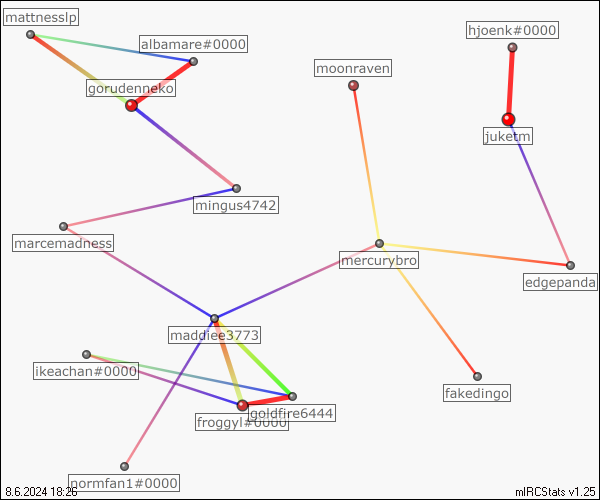 mattnesslp
hjoenk#0000
albamare#0000
moonraven
gorudenneko
juketm
mingus4742
marcemadness
mercurybro
edgepanda
maddiee3773
ikeachan#0000
fakedingo
goldfire6444
froggyl#0000
normfan1#0000
8.6.2024 18:26
mIRCStats v1.25